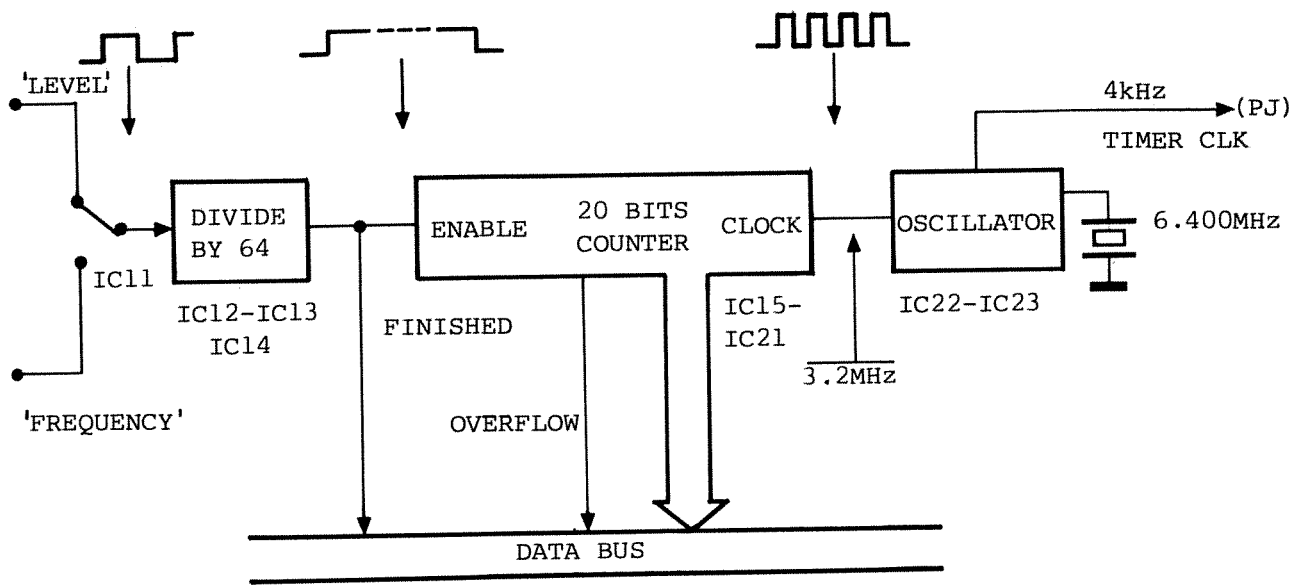 'LEVEL'
4kHz
(PJ)
TIMER CLK
DIVIDE
BY 64
ENABLE
20 BITS
COUNTER
CLOCK
OSCILLATOR
6.400MHz
IC11
IC12-IC13
IC14
FINISHED
IC15-
IC21
IC22-IC23
3.2MHz
'FREQUENCY'
OVERFLOW
DATA BUS